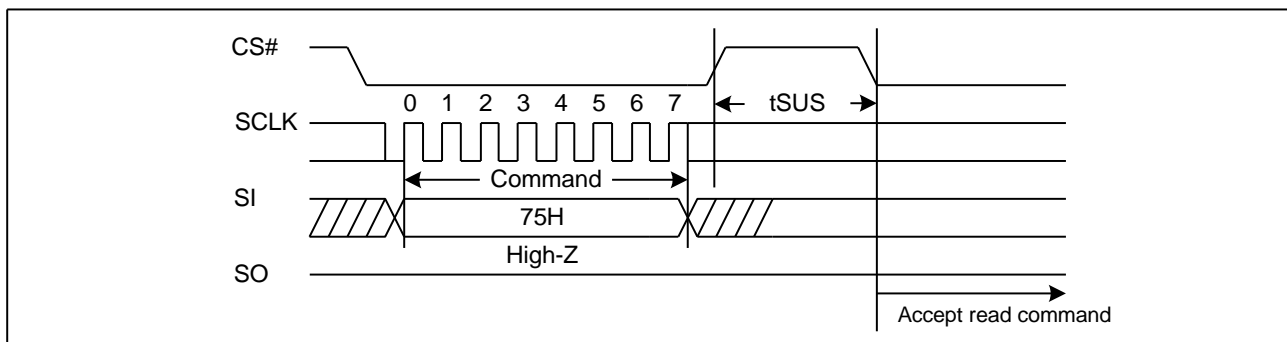 CS#
0 1 2 3 4 5 6 7
tSUS
SCLK
Command
SI
75H
High-Z
SO
Accept read command